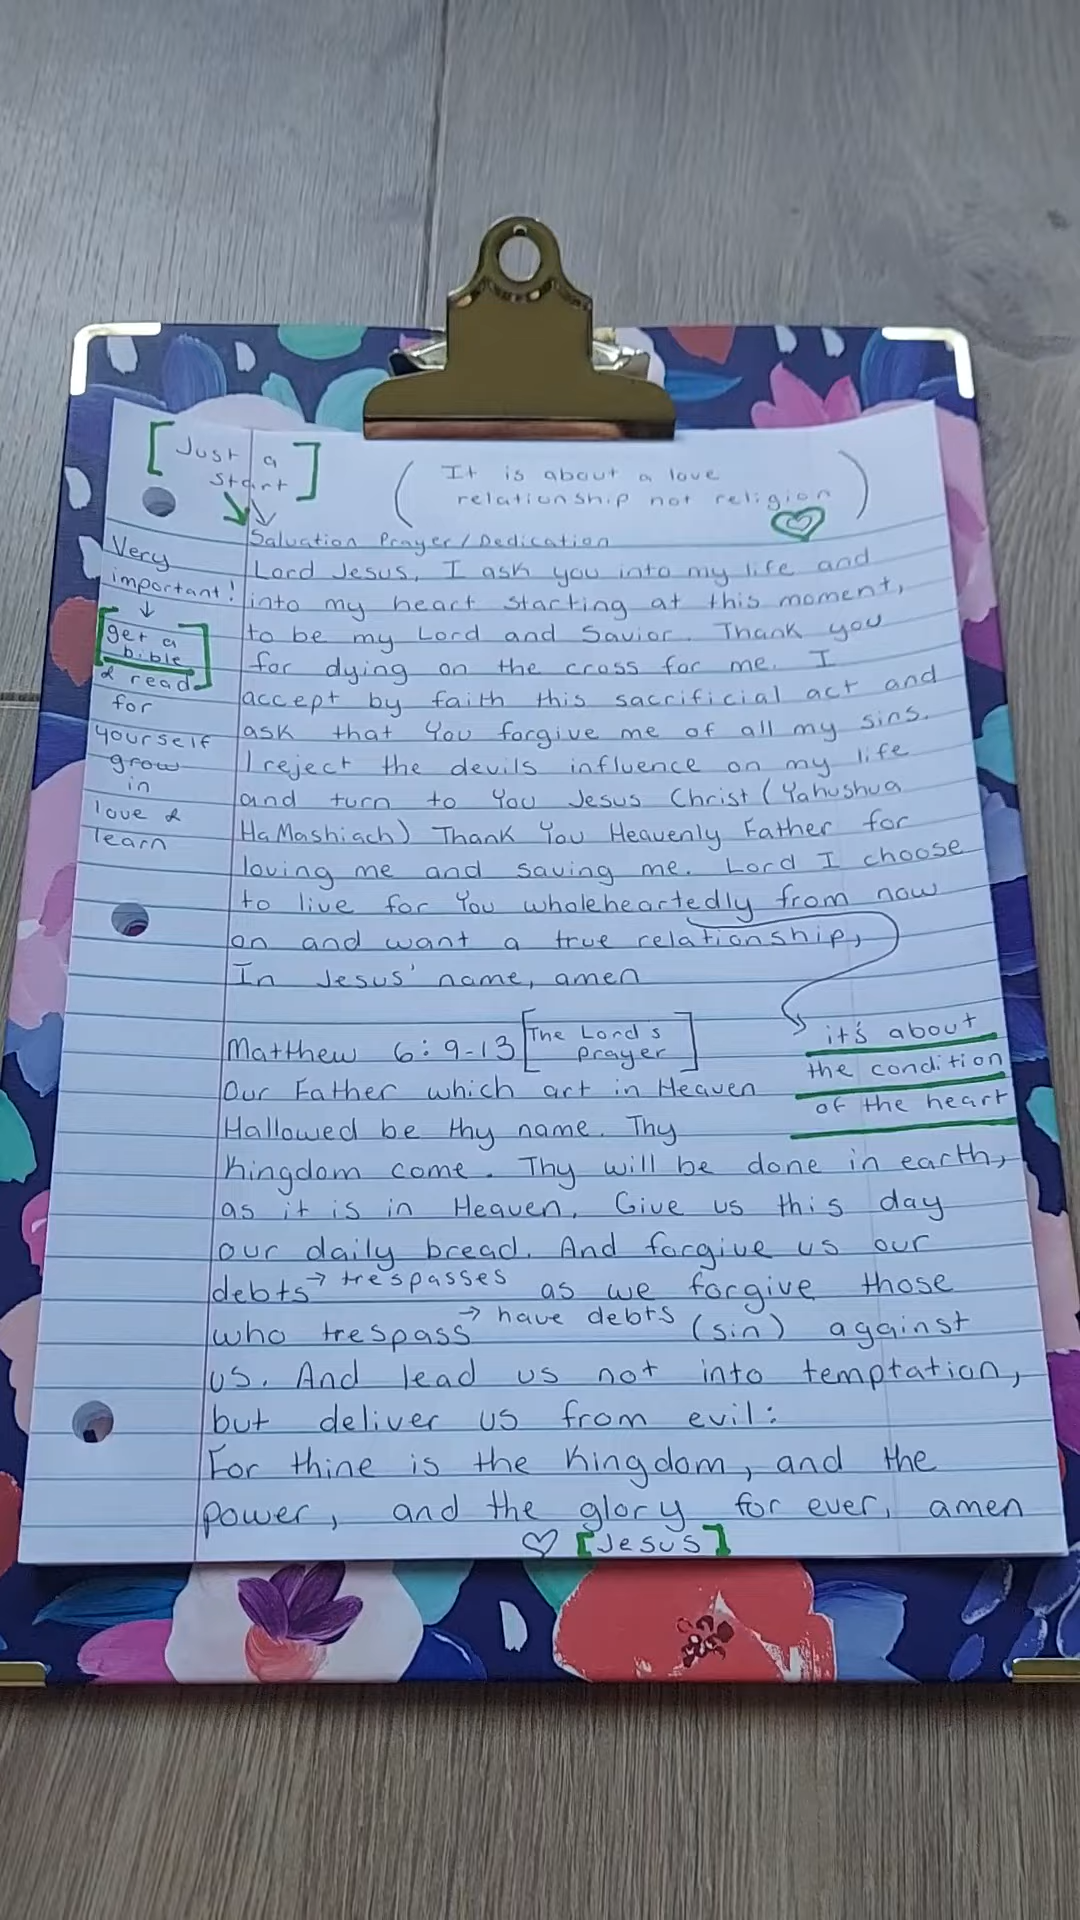 [Just a
start]
(It is about a love
relationship not religion)
Very
important!
↓
[get a
bible]
& read
for
yourself
grow
in
love &
learn
Salvation Prayer/Dedication
Lord Jesus, I ask you into my life and
into my heart starting at this moment,
to be my Lord and Savior. Thank you
for dying on the cross for me. I
accept by faith this sacrificial act and
ask that You forgive me of all my sins.
I reject the devils influence on my life
and turn to You Jesus Christ (Yahushua
HaMashiach) Thank You Heavenly Father for
loving me and saving me. Lord I choose
to live for You wholeheartedly from now
on and want a true relationship,
In Jesus' name, amen
it's about
the condition
of the heart
Matthew 6:9-13 [The Lord's
prayer]
Our Father which art in Heaven
Hallowed be thy name. Thy
Kingdom come. Thy will be done in earth,
as it is in Heaven. Give us this day
our daily bread. And forgive us our
debts → trespasses as we forgive those
who trespass → have debts (sin) against
us. And lead us not into temptation,
but deliver us from evil:
For thine is the Kingdom, and the
power, and the glory for ever, amen
♡ [Jesus]